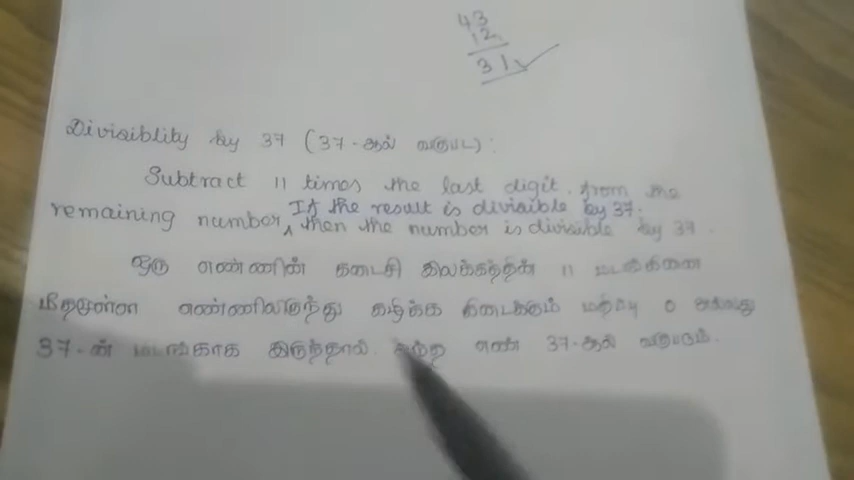 43
12
31 ✓
Divisiblity by 37 (37-ஆல் வகுபட):
Subtract 11 times the last digit from the
remaining number, If the result is divisible by 37. then the number is divisible by 37.
ஒரு எண்ணின் கடைசி இலக்கத்தின் 11 மடங்கினை
மீதமுள்ள எண்ணிலிருந்து கழிக்க கிடைக்கும் மதிப்பு 0 அல்லது
37-ன் மடங்காக இருந்தால் அந்த எண் 37-ஆல் வகுபடும்.